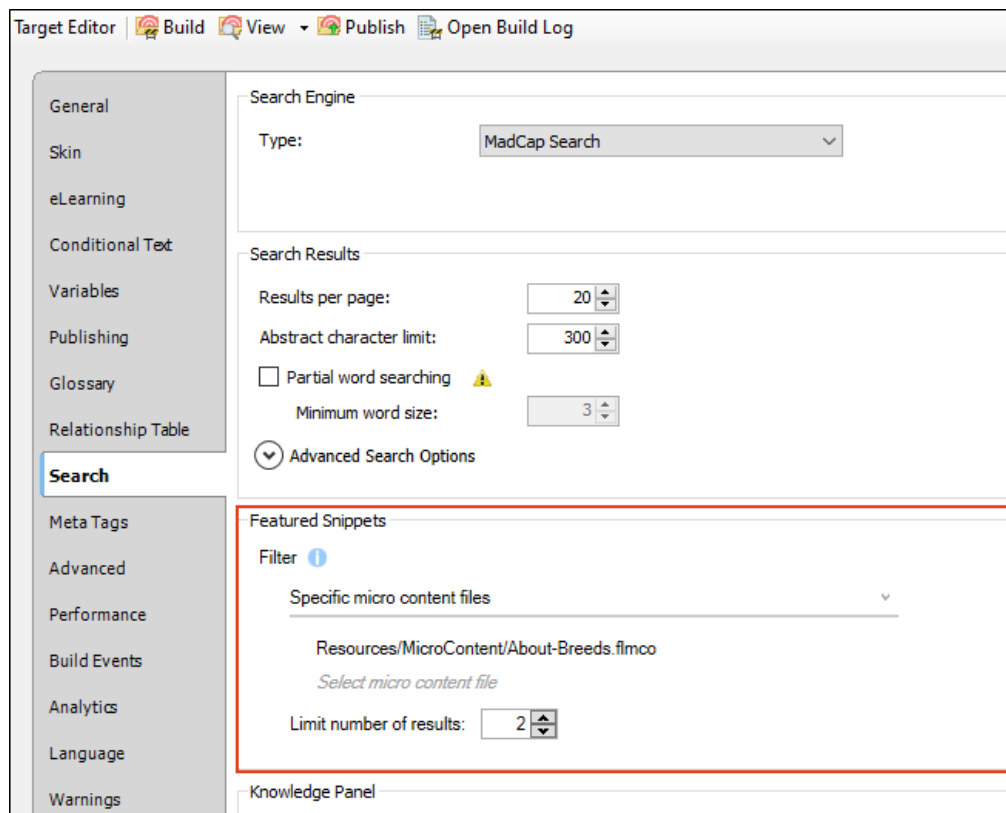 Target Editor Build View Publish Open Build Log
General
Skin
eLearning
Conditional Text
Variables
Publishing
Glossary
Relationship Table
Search
Meta Tags
Advanced
Performance
Build Events
Analytics
Language
Warnings
Search Engine
Type: MadCap Search
Search Results
Results per page: 20
Abstract character limit: 300
Partial word searching
Minimum word size: 3
Advanced Search Options
Featured Snippets
Filter
Specific micro content files
Resources/MicroContent/About-Breeds.flmco
Select micro content file
Limit number of results: 2
Knowledge Panel